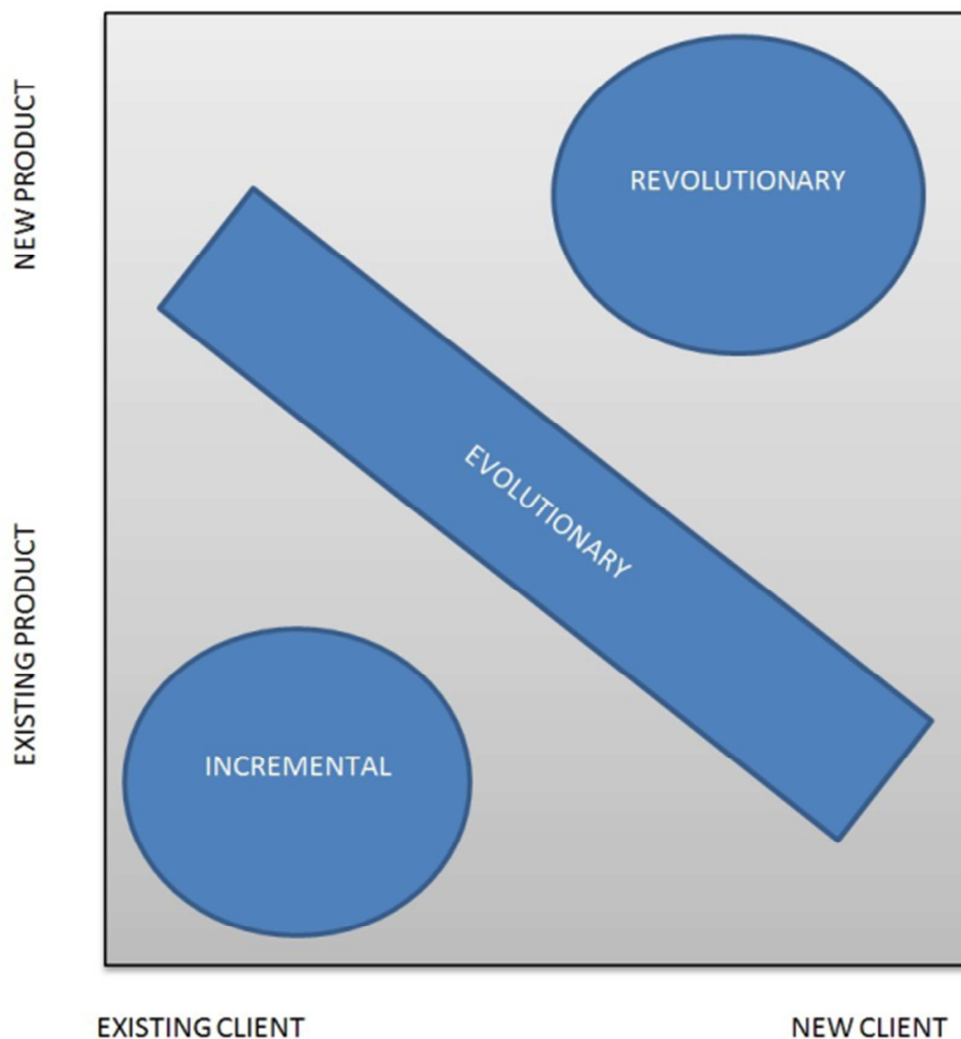 NEW PRODUCT
REVOLUTIONARY
EVOLUTIONARY
EXISTING PRODUCT
INCREMENTAL
EXISTING CLIENT
NEW CLIENT